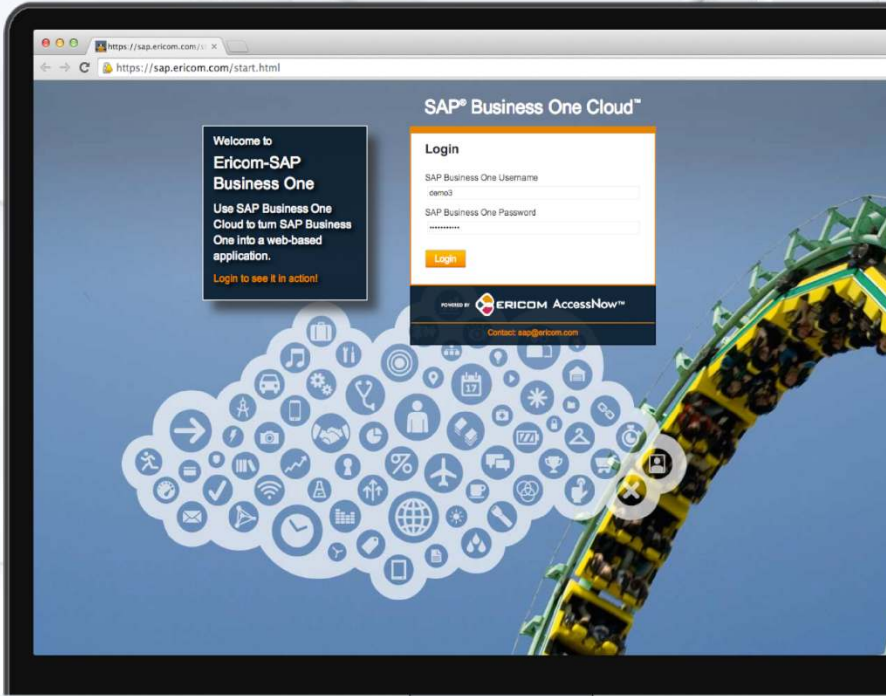 https://sap.ericom.com/s
https://sap.ericom.com/start.html
SAP® Business One Cloud™
Welcome to
Ericom-SAP
Business One
Use SAP Business One
Cloud to turn SAP Business
One into a web-based
application.
Login to see it in action!
Login
SAP Business One Username
demo3
SAP Business One Password
Login
POWERED BY ERICOM AccessNow™
Contact: sap@ericom.com
17